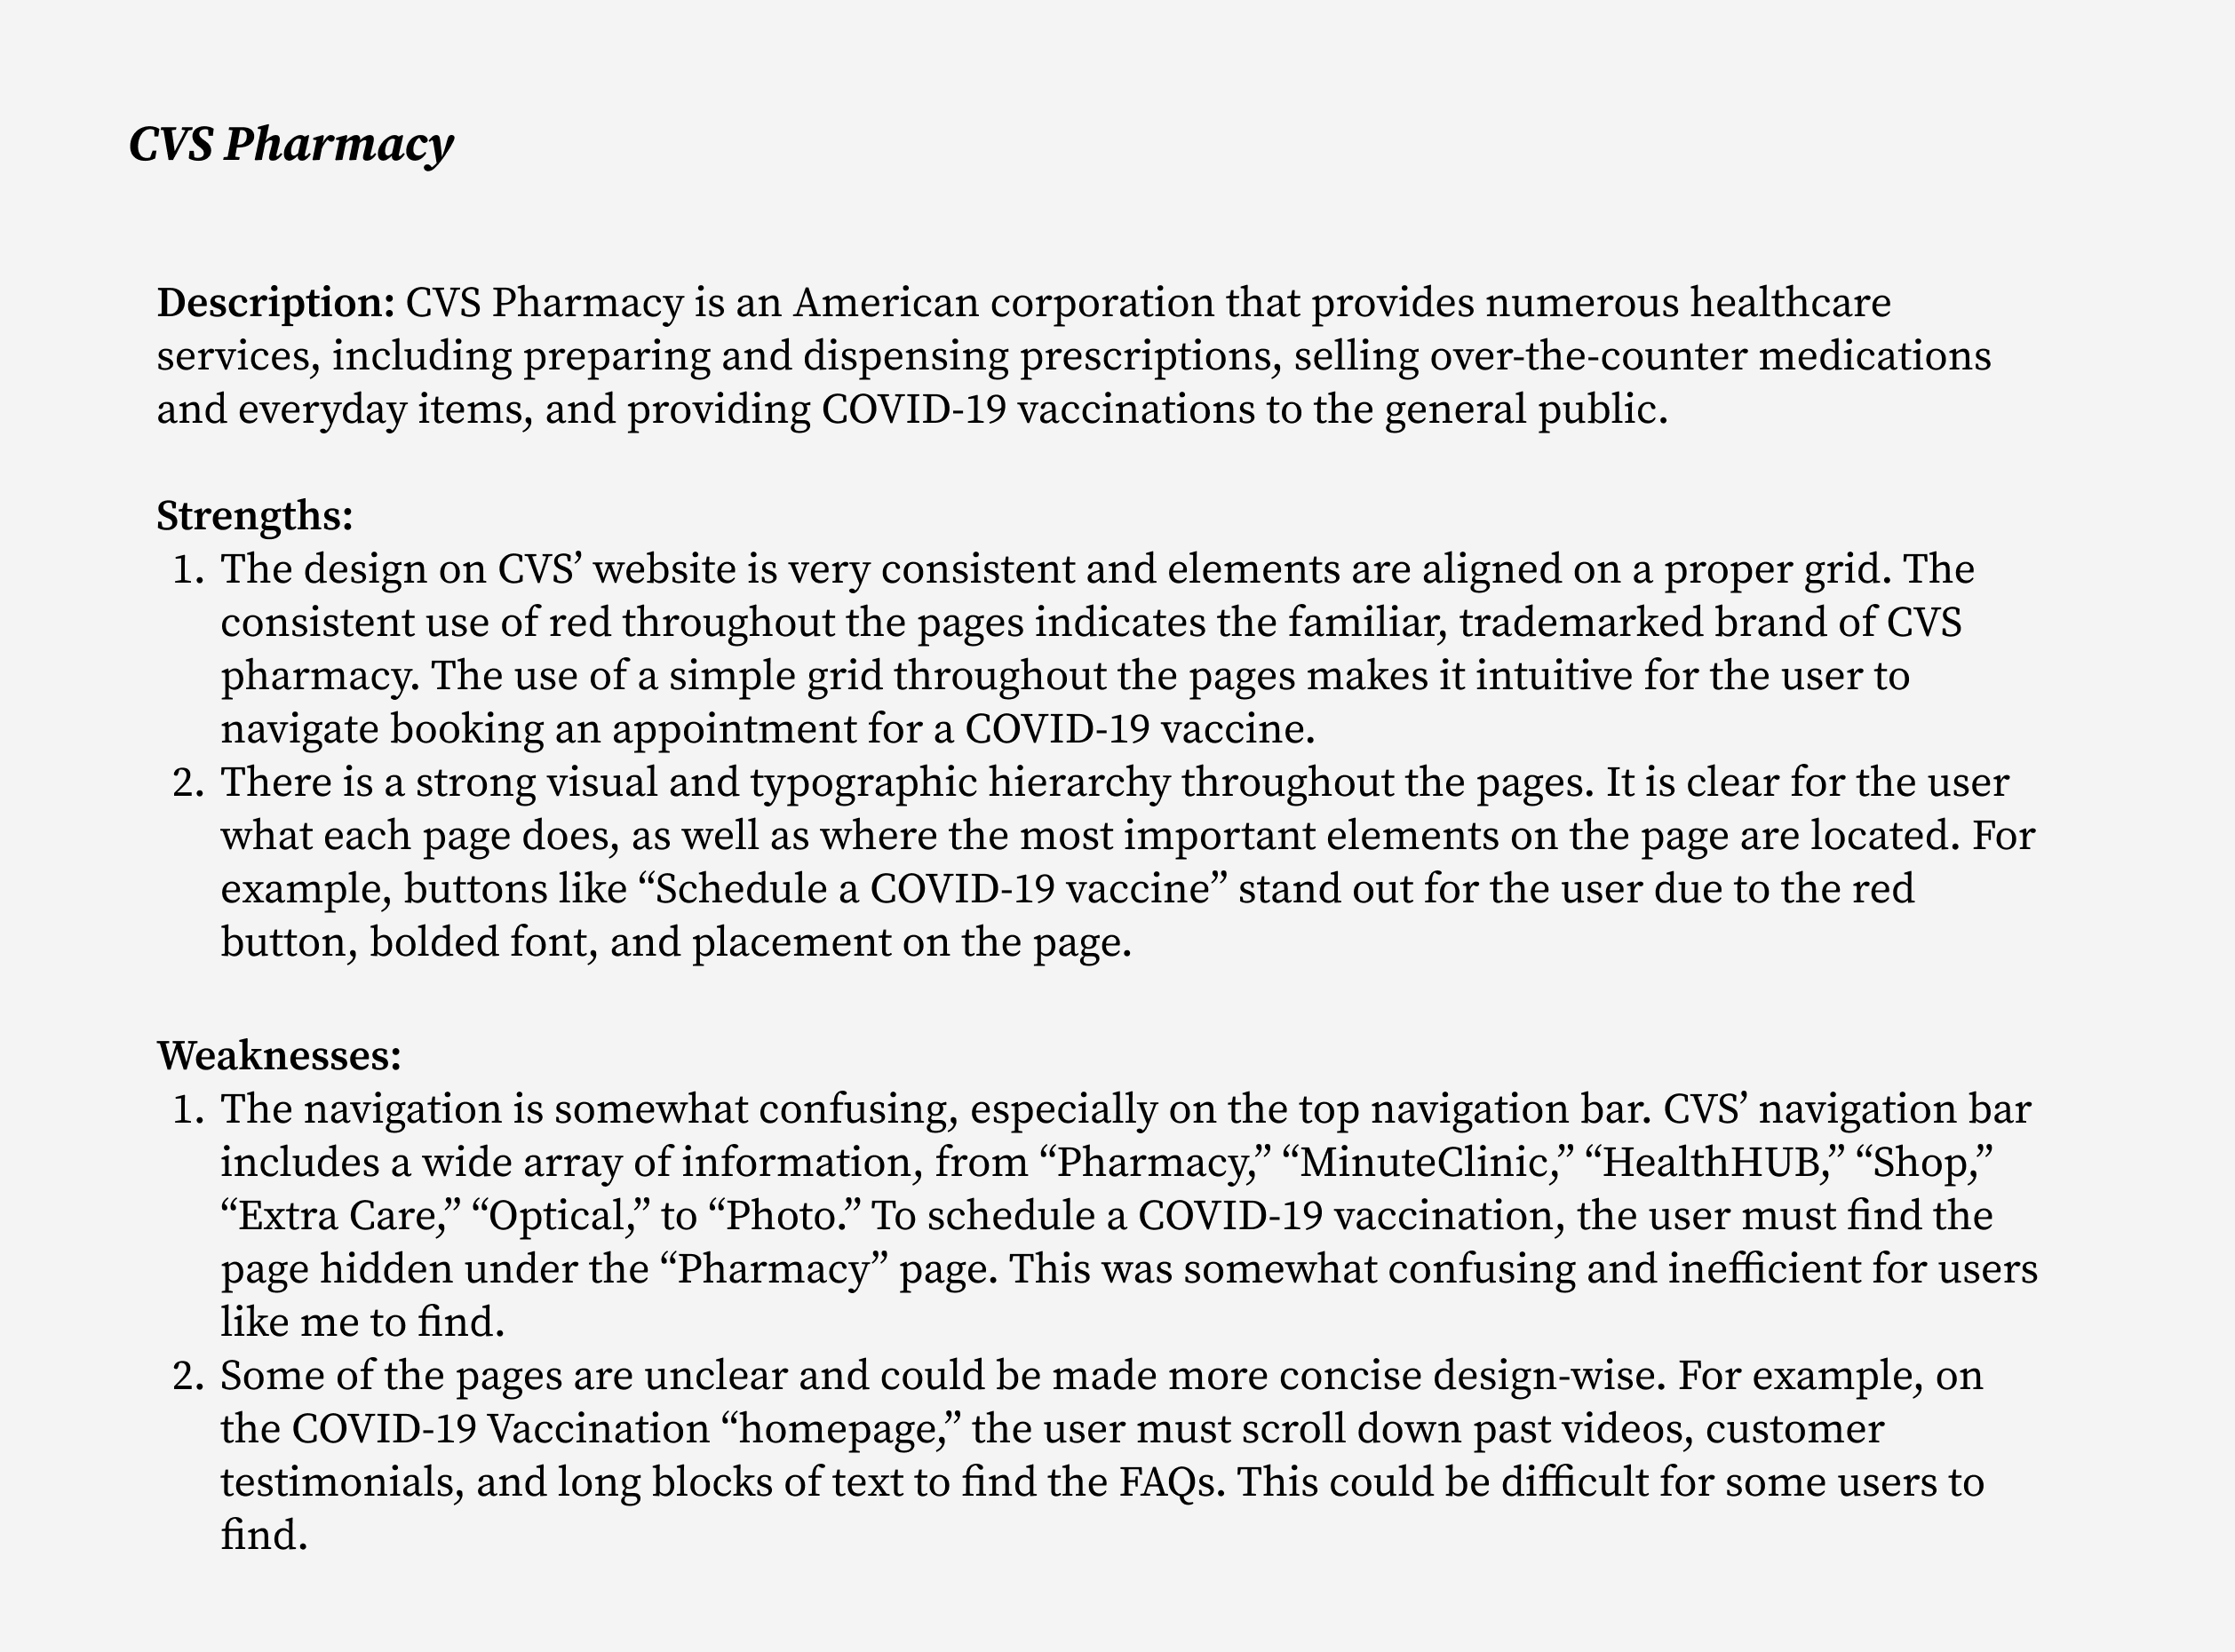 CVS Pharmacy
Description: CVS Pharmacy is an American corporation that provides numerous healthcare
services, including preparing and dispensing prescriptions, selling over-the-counter medications
and everyday items, and providing COVID-19 vaccinations to the general public.
Strengths:
1. The design on CVS’ website is very consistent and elements are aligned on a proper grid. The
consistent use of red throughout the pages indicates the familiar, trademarked brand of CVS
pharmacy. The use of a simple grid throughout the pages makes it intuitive for the user to
navigate booking an appointment for a COVID-19 vaccine.
2. There is a strong visual and typographic hierarchy throughout the pages. It is clear for the user
what each page does, as well as where the most important elements on the page are located. For
example, buttons like “Schedule a COVID-19 vaccine” stand out for the user due to the red
button, bolded font, and placement on the page.
Weaknesses:
1. The navigation is somewhat confusing, especially on the top navigation bar. CVS’ navigation bar
includes a wide array of information, from “Pharmacy,” “MinuteClinic,” “HealthHUB,” “Shop,”
“Extra Care,” “Optical,” to “Photo.” To schedule a COVID-19 vaccination, the user must find the
page hidden under the “Pharmacy” page. This was somewhat confusing and inefficient for users
like me to find.
2. Some of the pages are unclear and could be made more concise design-wise. For example, on
the COVID-19 Vaccination “homepage,” the user must scroll down past videos, customer
testimonials, and long blocks of text to find the FAQs. This could be difficult for some users to
find.